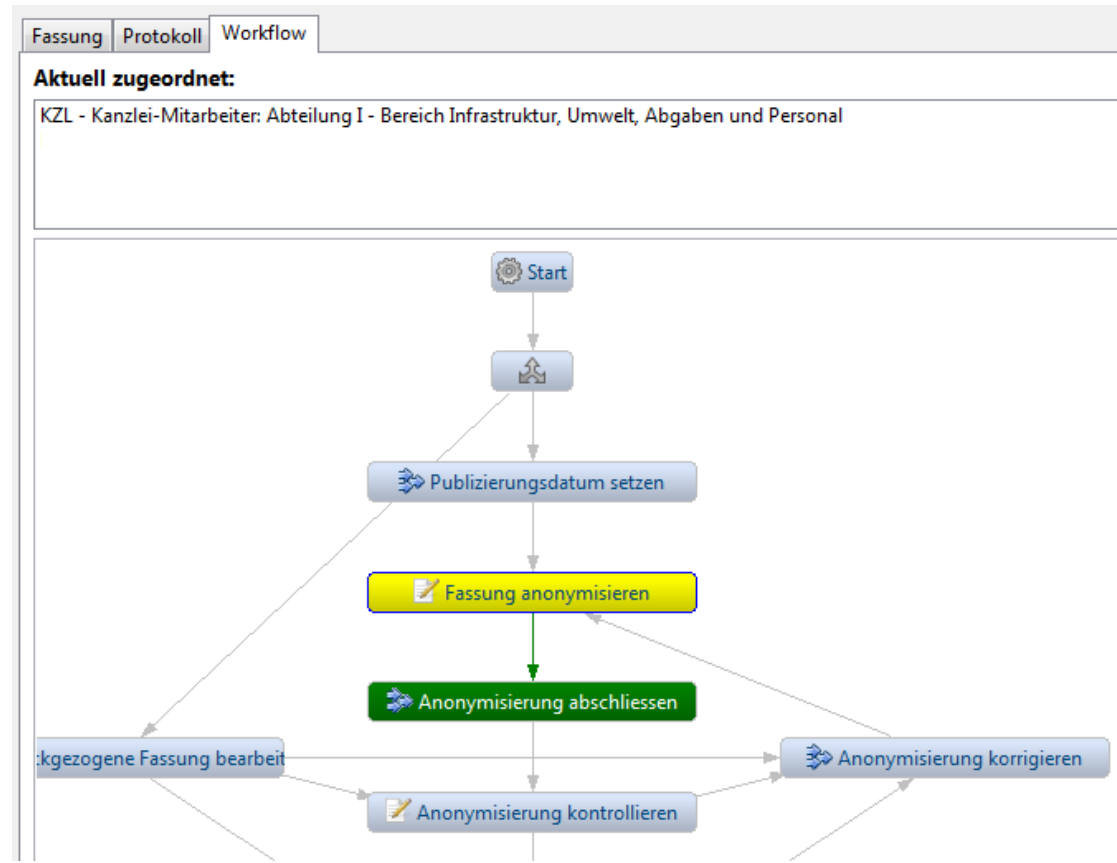 Fassung Protokoll Workflow
Aktuell zugeordnet:
KZL - Kanzlei-Mitarbeiter: Abteilung I - Bereich Infrastruktur, Umwelt, Abgaben und Personal
Start
Publizierungsdatum setzen
Fassung anonymisieren
Anonymisierung abschliessen
ckgezogene Fassung bearbeit
Anonymisierung korrigieren
Anonymisierung kontrollieren